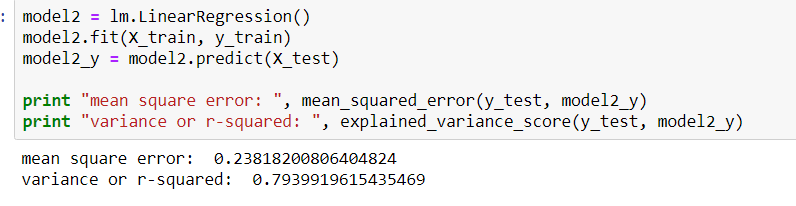 :
model2 = lm.LinearRegression()
model2.fit(X_train, y_train)
model2_y = model2.predict(X_test)
print "mean square error: ", mean_squared_error(y_test, model2_y)
print "variance or r-squared: ", explained_variance_score(y_test, model2_y)
mean square error:  0.23818200806404824
variance or r-squared:  0.7939919615435469